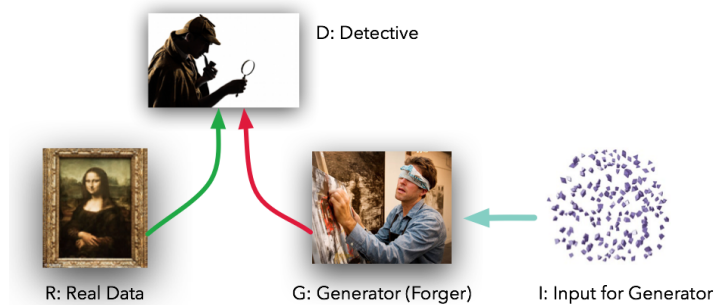 D: Detective
R: Real Data
G: Generator (Forger)
I: Input for Generator